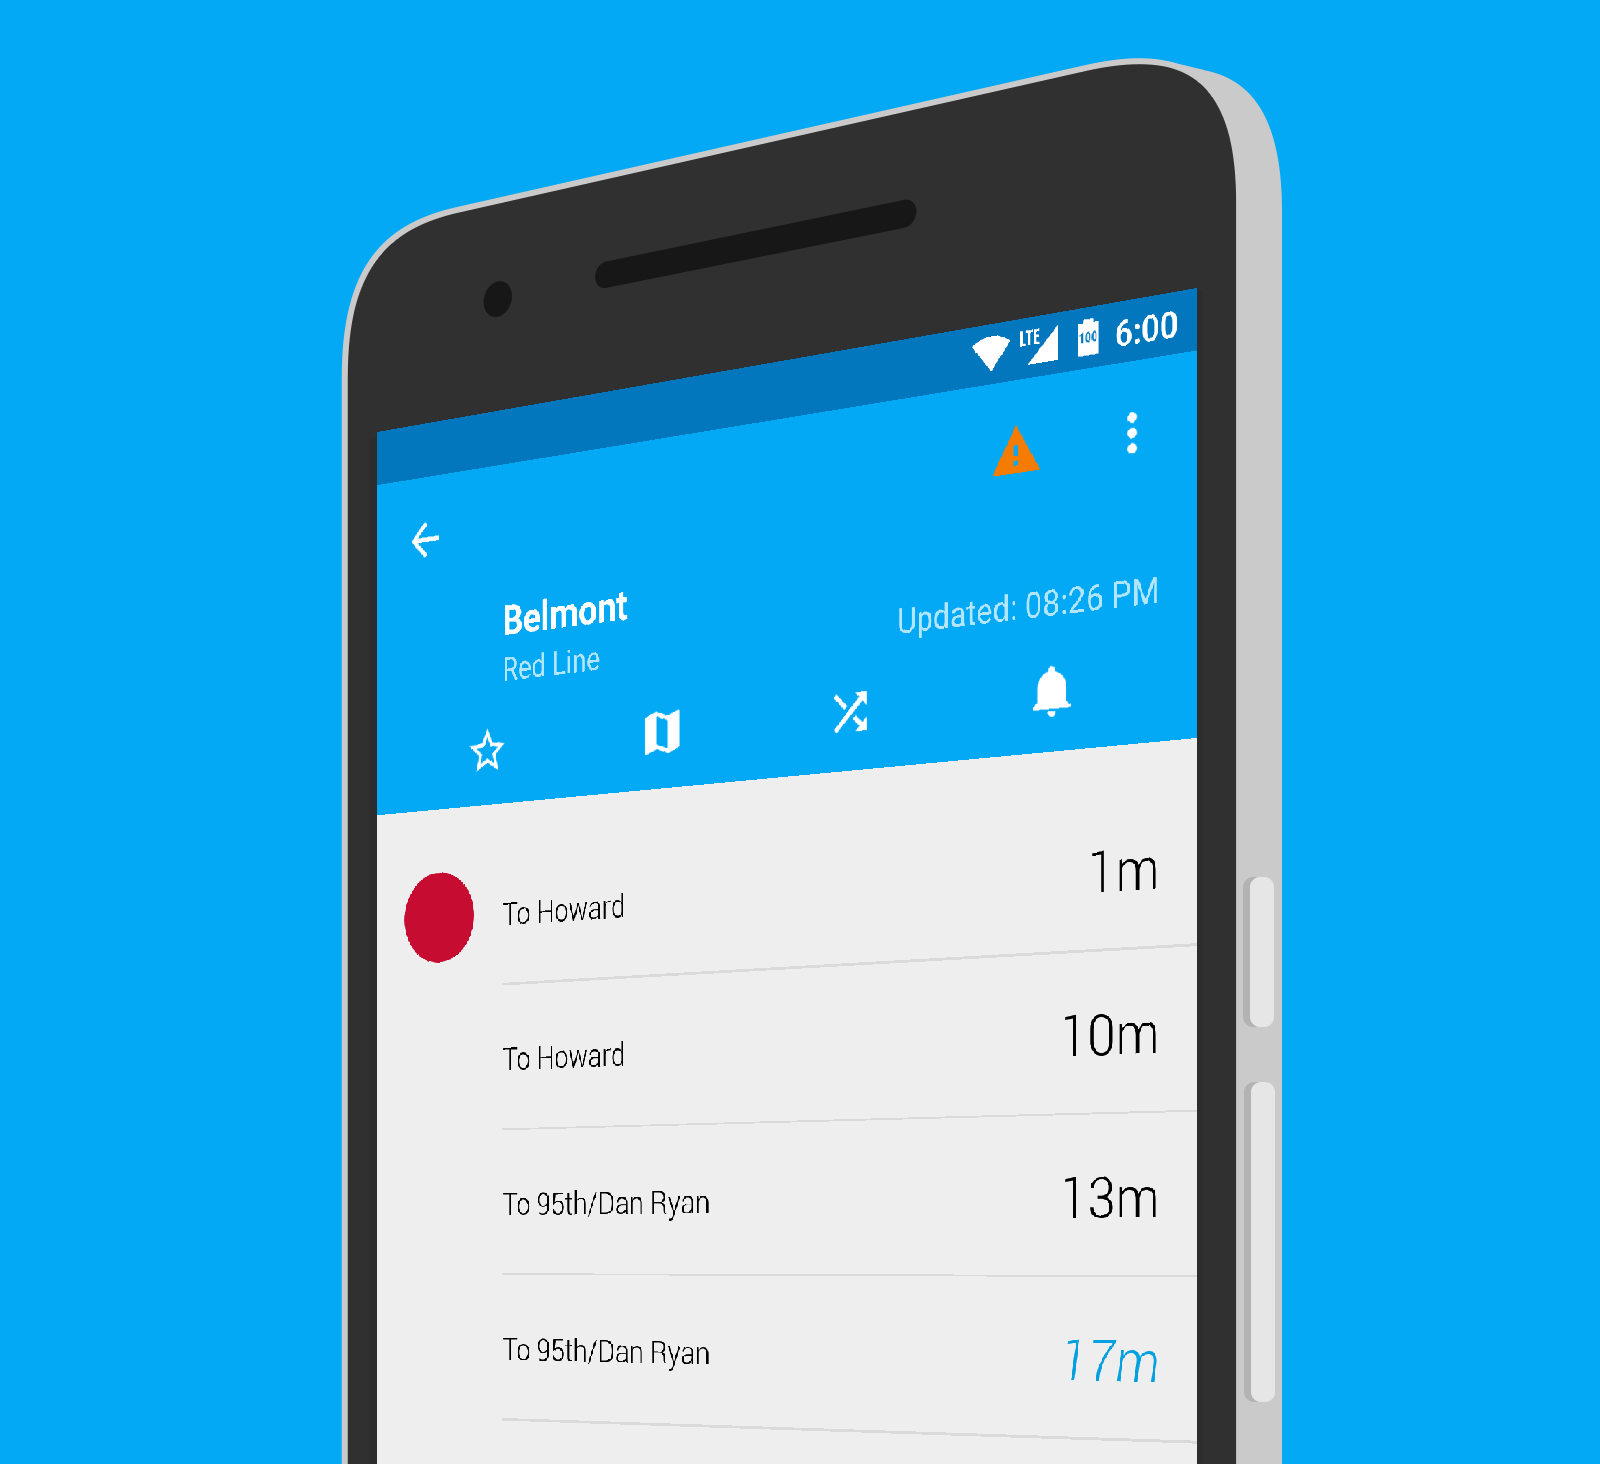 LTE 100 6:00
Belmont
Updated: 08:26 PM
Red Line
To Howard 1m
To Howard 10m
To 95th/Dan Ryan 13m
To 95th/Dan Ryan 17m